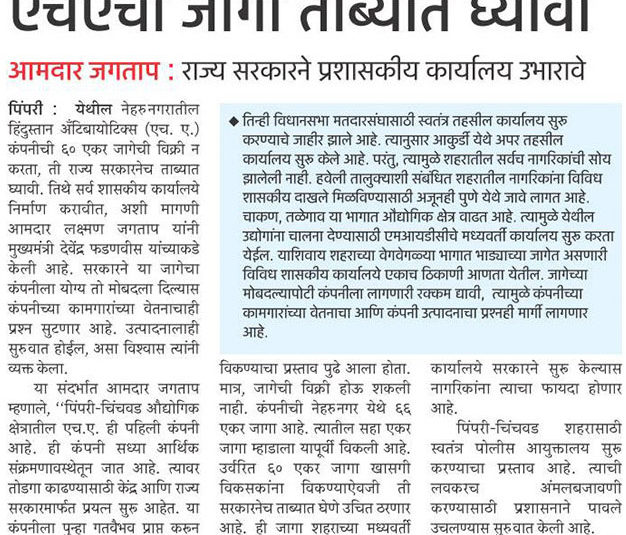 एचएची जागा ताब्यात घ्यावी
आमदार जगताप : राज्य सरकारने प्रशासकीय कार्यालय उभारावे
पिंपरी : येथील नेहरुनगरातील
हिंदुस्तान अँटिबायोटिक्स (एच. ए.)
कंपनीची ६० एकर जागेची विक्री न
करता, ती राज्य सरकारनेच ताब्यात
घ्यावी. तिथे सर्व शासकीय कार्यालये
निर्माण करावीत, अशी मागणी
आमदार लक्ष्मण जगताप यांनी
मुख्यमंत्री देवेंद्र फडणवीस यांच्याकडे
केली आहे. सरकारने या जागेचा
कंपनीला योग्य तो मोबदला दिल्यास
कंपनीच्या कामगारांच्या वेतनाचाही
प्रश्न सुटणार आहे. उत्पादनालाही
सुरुवात होईल, असा विश्वास त्यांनी
व्यक्त केला.
या संदर्भात आमदार जगताप
म्हणाले, ‘‘पिंपरी-चिंचवड औद्योगिक
क्षेत्रातील एच.ए. ही पहिली कंपनी
आहे. ही कंपनी सध्या आर्थिक
संक्रमणावस्थेतून जात आहे. त्यावर
तोडगा काढण्यासाठी केंद्र आणि राज्य
सरकारमार्फत प्रयत्न सुरू आहेत. या
कंपनीला पुन्हा गतवैभव प्राप्त करून
◆ तिन्ही विधानसभा मतदारसंघासाठी स्वतंत्र तहसील कार्यालय सुरू
करण्याचे जाहीर झाले आहे. त्यानुसार आकुर्डी येथे अपर तहसील
कार्यालय सुरू केले आहे. परंतु, त्यामुळे शहरातील सर्वच नागरिकांची सोय
झालेली नाही. हवेली तालुक्याशी संबंधित शहरातील नागरीकांना विविध
शासकीय दाखले मिळविण्यासाठी अजूनही पुणे येथे जावे लागत आहे.
चाकण, तळेगाव या भागात औद्योगिक क्षेत्र वाढत आहे. त्यामुळे येथील
उद्योगांना चालना देण्यासाठी एमआयडीसीचे मध्यवर्ती कार्यालय सुरू करता
येईल. याशिवाय शहराच्या वेगवेगळ्या भागात भाड्याच्या जागेत असणारी
विविध शासकीय कार्यालये एकाच ठिकाणी आणता येतील. जागेच्या
मोबदल्यापोटी कंपनीला लागणारी रक्कम द्यावी, त्यामुळे कंपनीच्या
कामगारांच्या वेतनाचा आणि कंपनी उत्पादनाचा प्रश्नही मार्गी लागणार
आहे.
विकण्याचा प्रस्ताव पुढे आला होता.
मात्र, जागेची विक्री होऊ शकली
नाही. कंपनीची नेहरुनगर येथे ६६
एकर जागा आहे. त्यातील सहा एकर
जागा म्हाडाला यापूर्वी विकली आहे.
उर्वरित ६० एकर जागा खासगी
विकसकांना विकण्याऐवजी ती
सरकारनेच ताब्यात घेणे उचित ठरणार
आहे. ही जागा शहराच्या मध्यवर्ती
कार्यालये सरकारने सुरू केल्यास
नागरिकांना त्याचा फायदा होणार
आहे.
पिंपरी-चिंचवड शहरासाठी
स्वतंत्र पोलीस आयुक्तालय सुरू
करण्याचा प्रस्ताव आहे. त्याची
लवकरच अंमलबजावणी
करण्यासाठी प्रशासनाने पावले
उचलण्यास सुरुवात केली आहे.